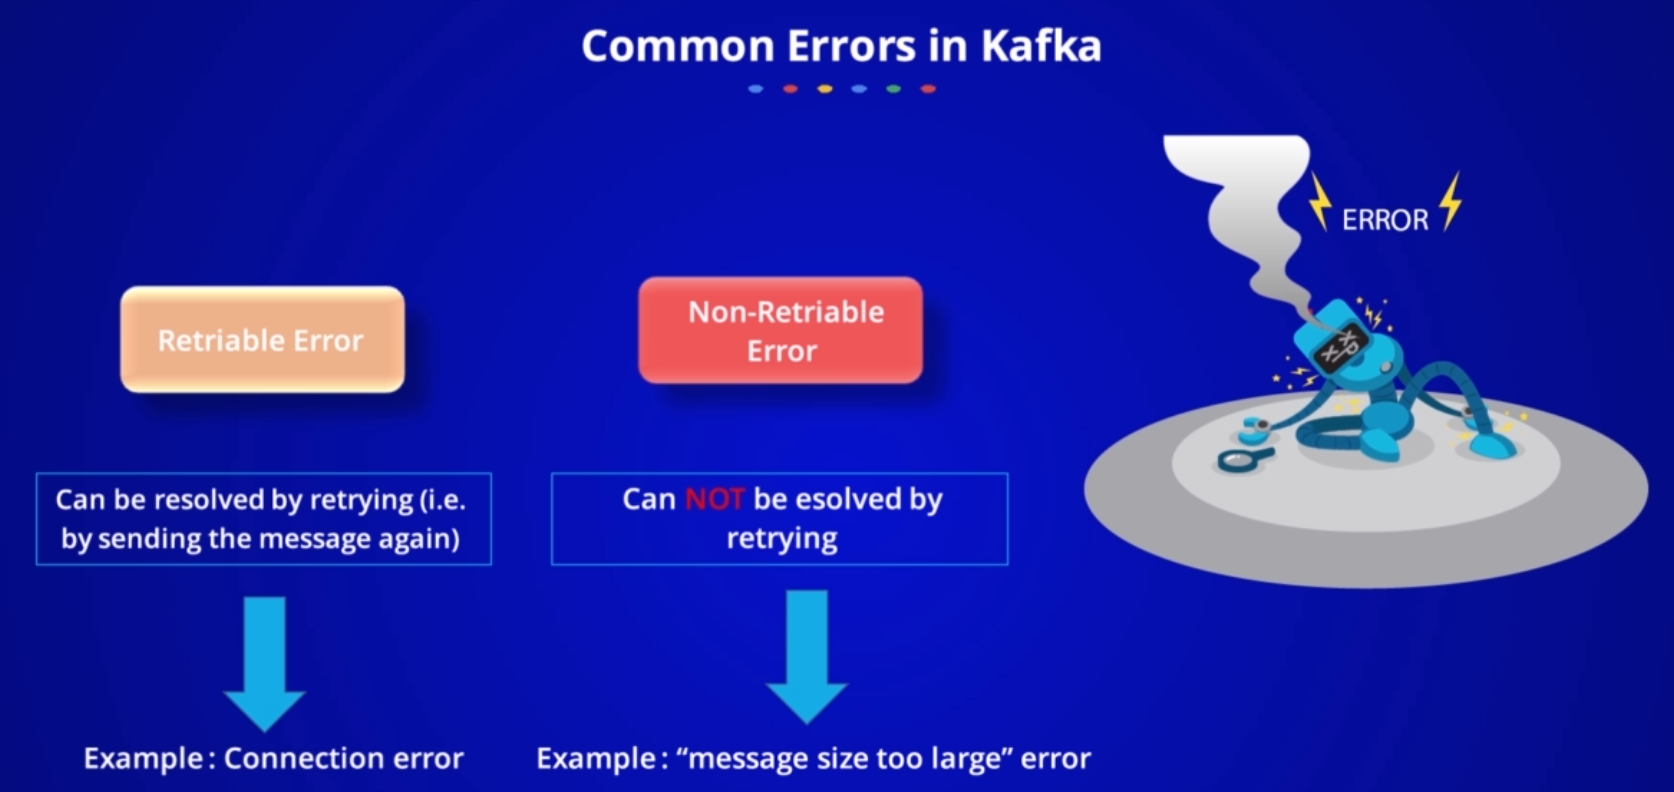 Common Errors in Kafka
ERROR
Retriable Error
Non-Retriable
Error
Can be resolved by retrying (i.e.
by sending the message again)
Can NOT be esolved by
retrying
Example : Connection error
Example : “message size too large” error